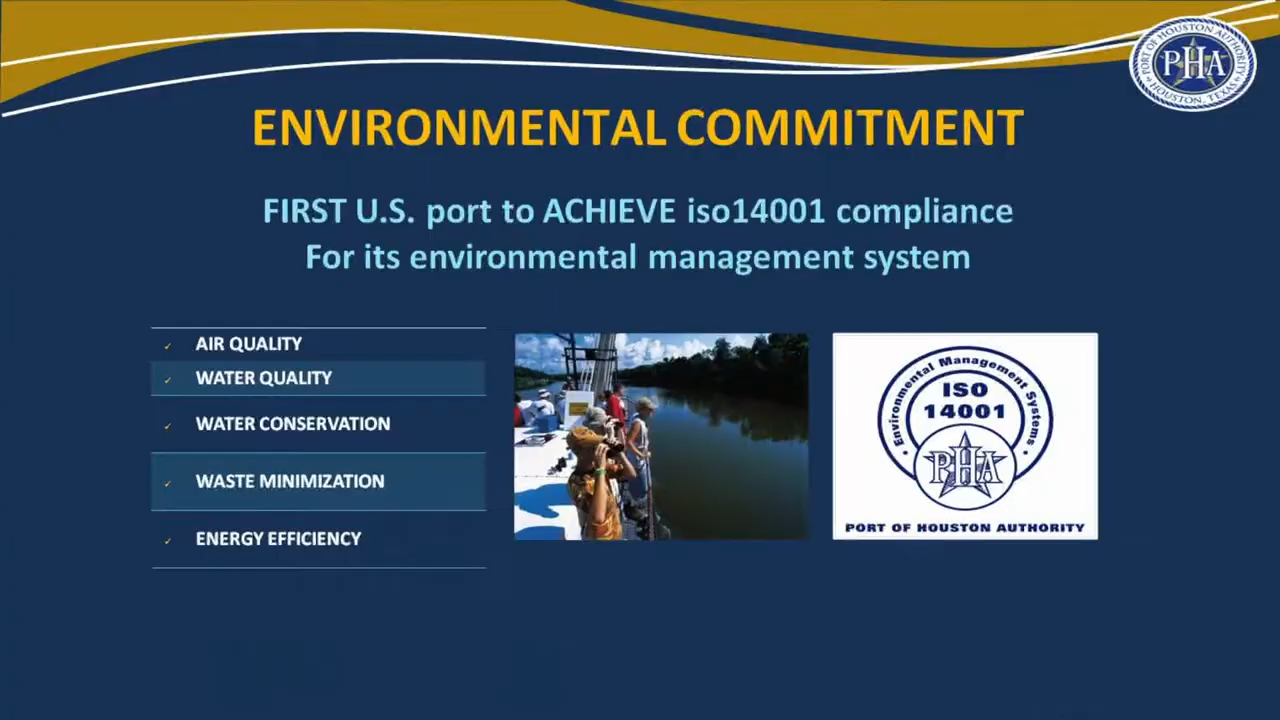 PORT OF HOUSTON AUTHORITY
PHA
HOUSTON, TEXAS
ENVIRONMENTAL COMMITMENT
FIRST U.S. port to ACHIEVE iso14001 compliance
For its environmental management system
✓ AIR QUALITY
✓ WATER QUALITY
✓ WATER CONSERVATION
✓ WASTE MINIMIZATION
✓ ENERGY EFFICIENCY
• Environmental Management Systems •
ISO
14001
PHA
PORT OF HOUSTON AUTHORITY